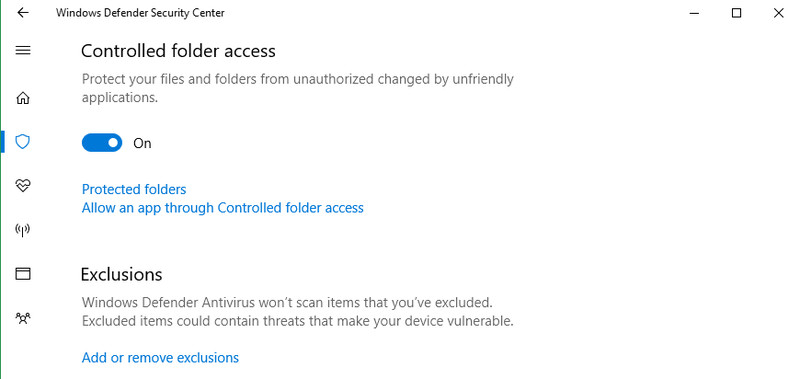 Windows Defender Security Center
Controlled folder access
Protect your files and folders from unauthorized changed by unfriendly
applications.
On
Protected folders
Allow an app through Controlled folder access
Exclusions
Windows Defender Antivirus won’t scan items that you’ve excluded.
Excluded items could contain threats that make your device vulnerable.
Add or remove exclusions